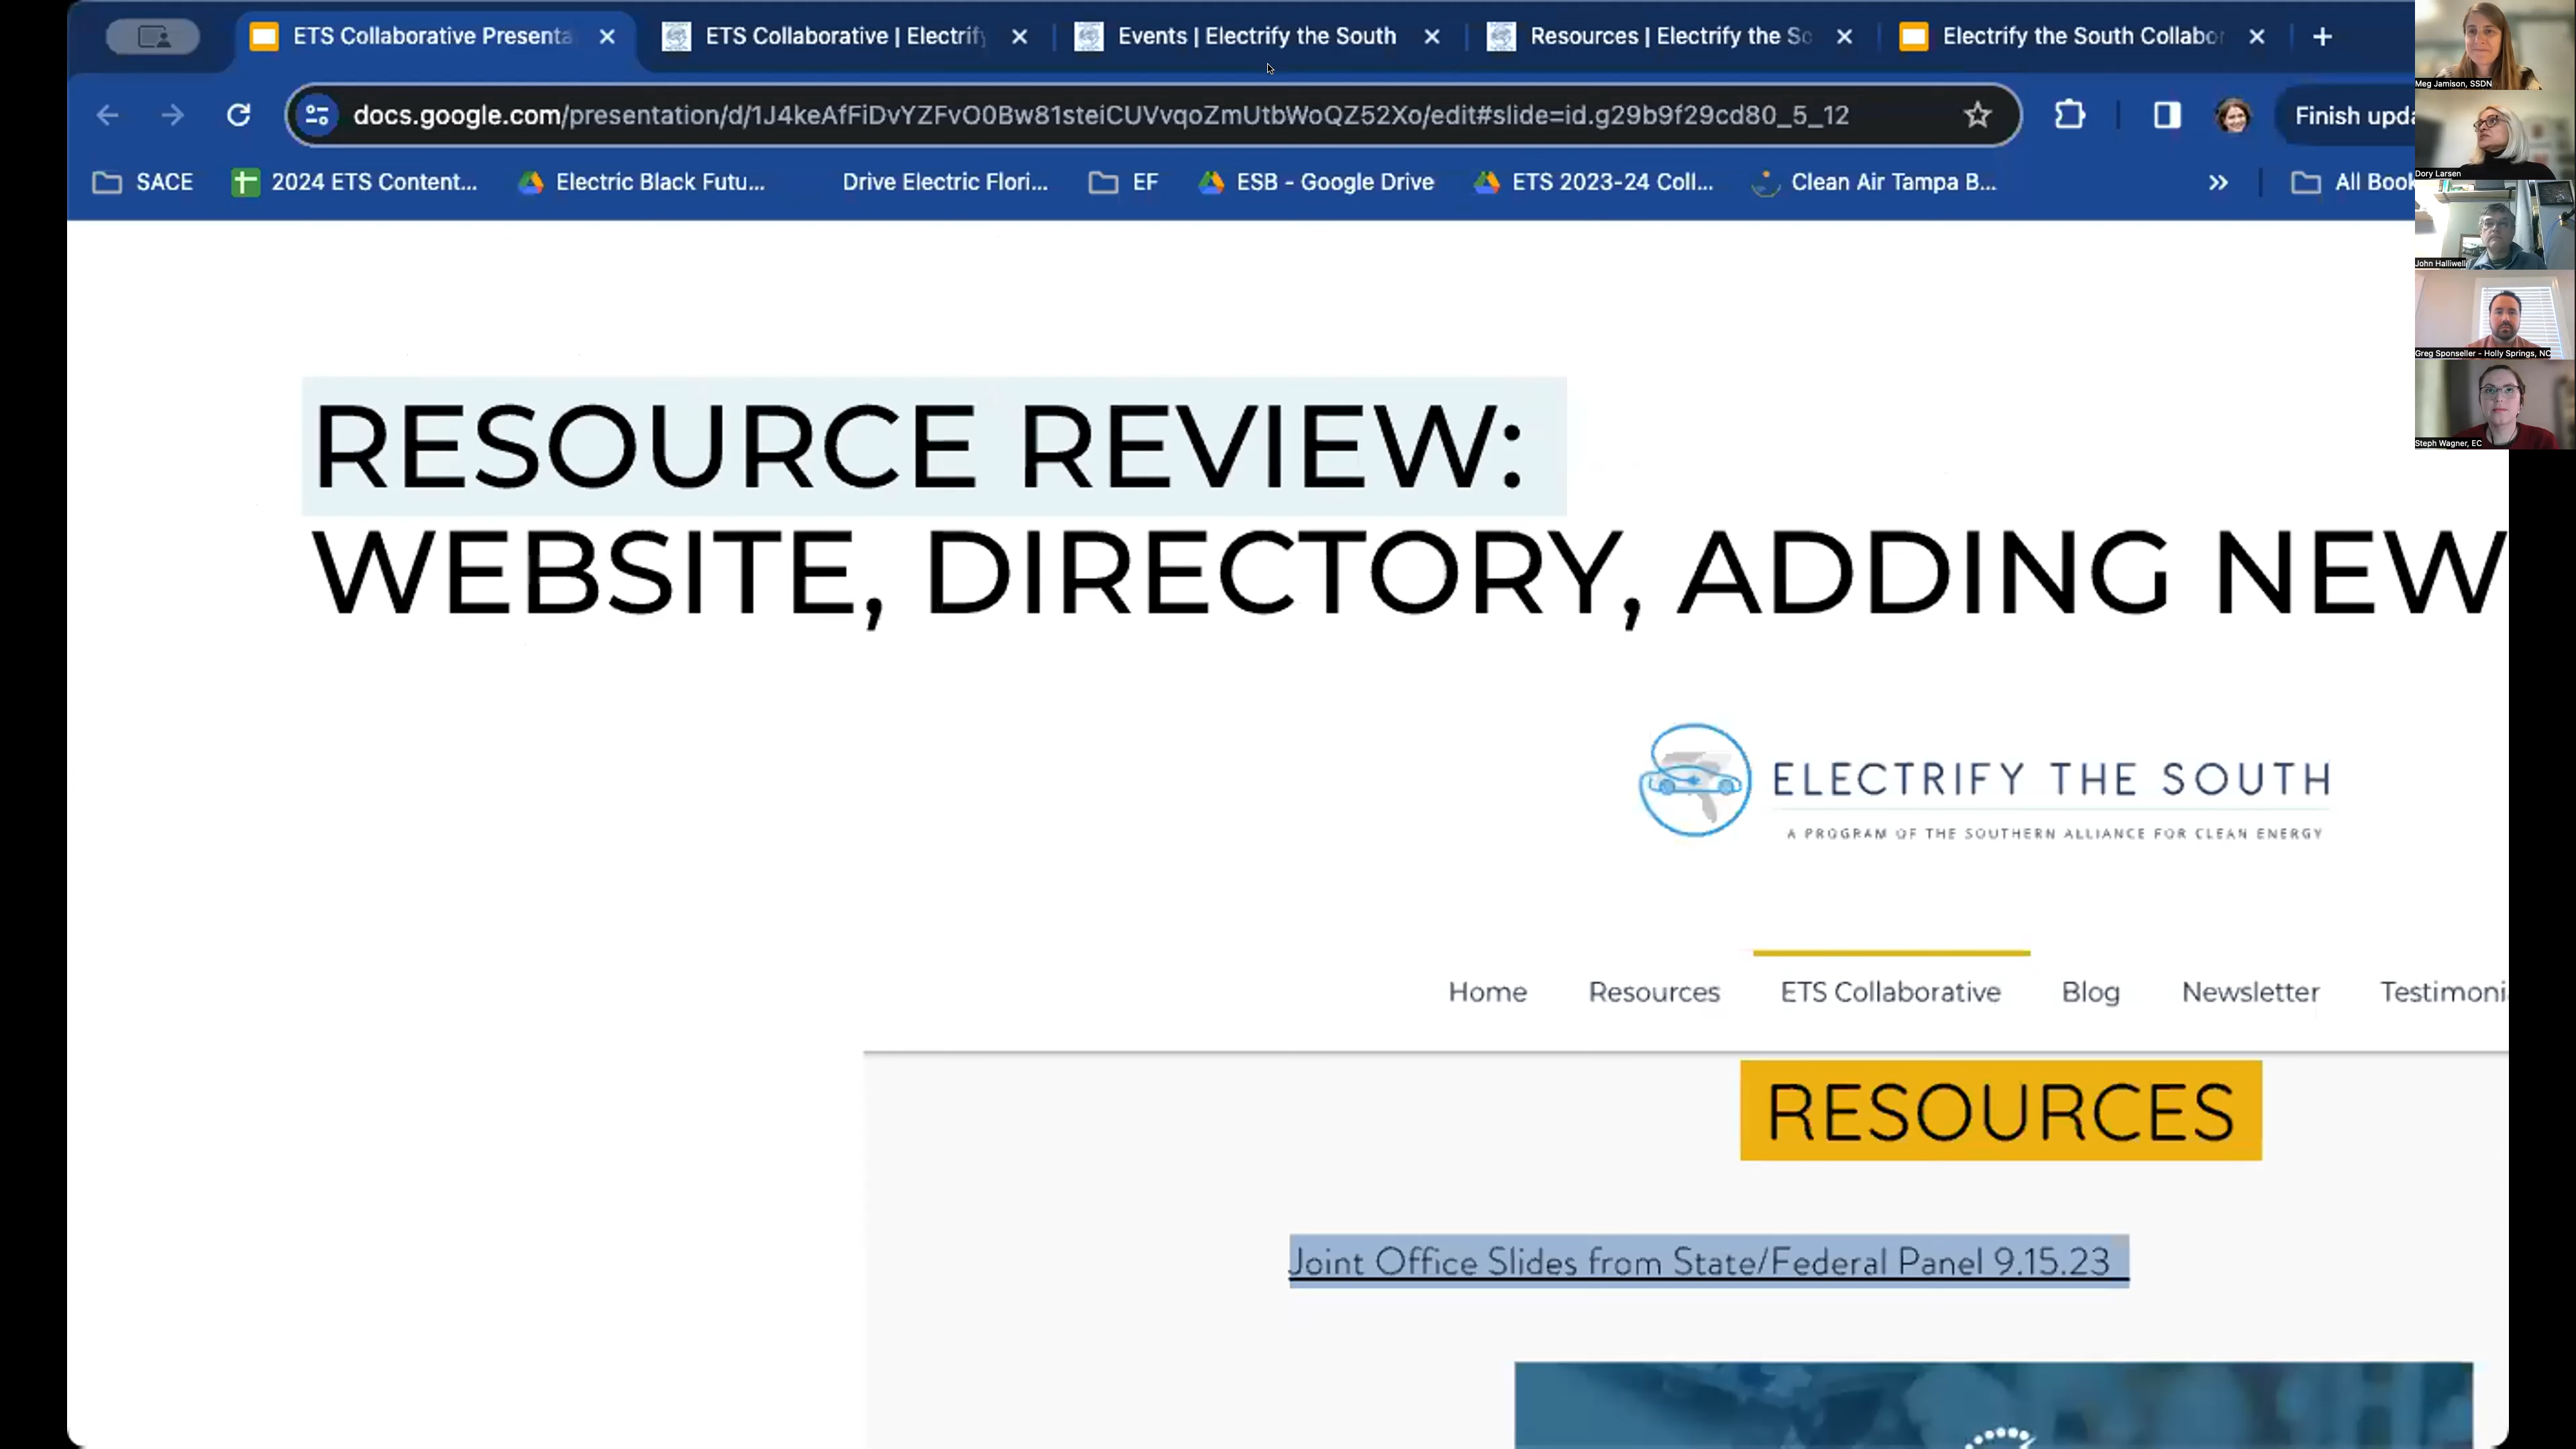 ETS Collaborative Presenta
ETS Collaborative | Electrify
Events | Electrify the South
Resources | Electrify the So
Electrify the South Collabor
docs.google.com/presentation/d/1J4keAfFiDvYZFvO0Bw81steiCUVvqoZmUtbWoQZ52Xo/edit#slide=id.g29b9f29cd80_5_12
Finish upda
SACE
2024 ETS Content...
Electric Black Futu...
Drive Electric Flori...
EF
ESB - Google Drive
ETS 2023-24 Coll...
Clean Air Tampa B...
All Book
Meg Jamison, SSDN
Dory Larsen
John Halliwell
Greg Sponseller - Holly Springs, NC
Steph Wagner, EC
RESOURCE REVIEW:
WEBSITE, DIRECTORY, ADDING NEW
ELECTRIFY THE SOUTH
A PROGRAM OF THE SOUTHERN ALLIANCE FOR CLEAN ENERGY
Home
Resources
ETS Collaborative
Blog
Newsletter
Testimonia
RESOURCES
Joint Office Slides from State/Federal Panel 9.15.23